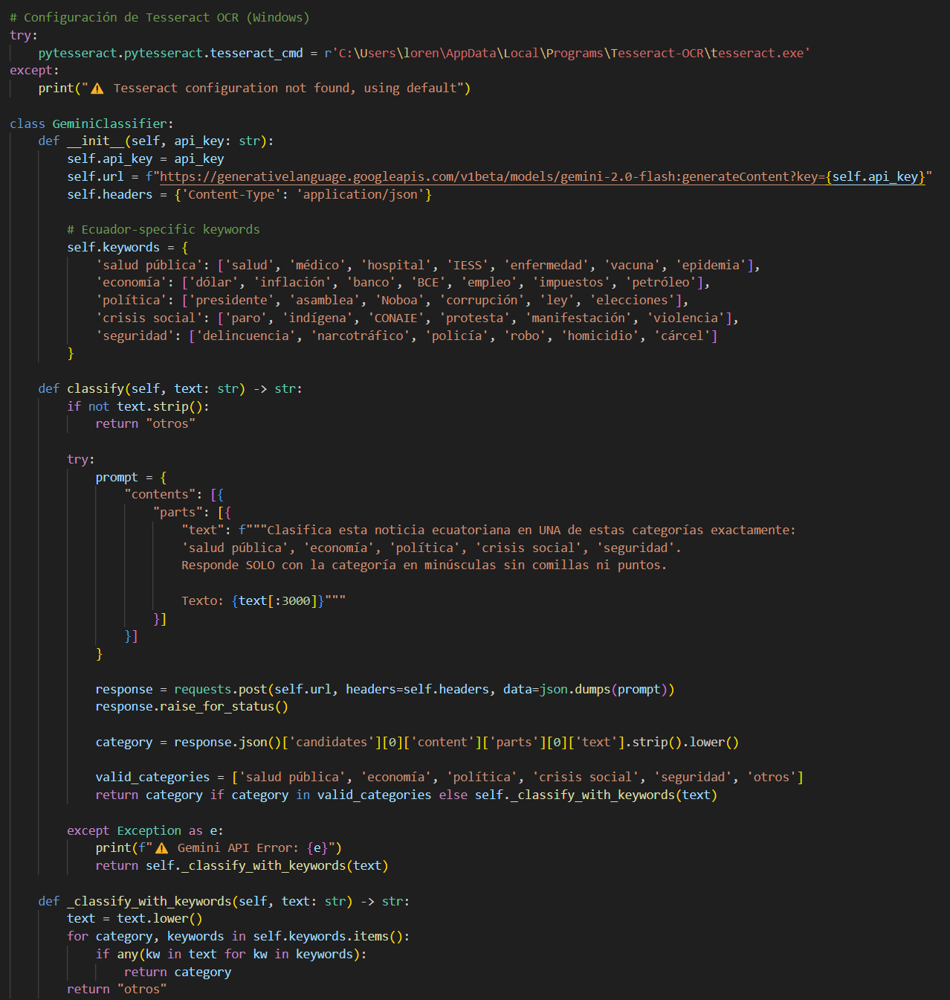 # Configuración de Tesseract OCR (Windows)
try:
    pytesseract.pytesseract.tesseract_cmd = r'C:\Users\loren\AppData\Local\Programs\Tesseract-OCR\tesseract.exe'
except:
    print("⚠️ Tesseract configuration not found, using default")

class GeminiClassifier:
    def __init__(self, api_key: str):
        self.api_key = api_key
        self.url = f"https://generativelanguage.googleapis.com/v1beta/models/gemini-2.0-flash:generateContent?key={self.api_key}"
        self.headers = {'Content-Type': 'application/json'}

        # Ecuador-specific keywords
        self.keywords = {
            'salud pública': ['salud', 'médico', 'hospital', 'IESS', 'enfermedad', 'vacuna', 'epidemia'],
            'economía': ['dólar', 'inflación', 'banco', 'BCE', 'empleo', 'impuestos', 'petróleo'],
            'política': ['presidente', 'asamblea', 'Noboa', 'corrupción', 'ley', 'elecciones'],
            'crisis social': ['paro', 'indígena', 'CONAIE', 'protesta', 'manifestación', 'violencia'],
            'seguridad': ['delincuencia', 'narcotráfico', 'policía', 'robo', 'homicidio', 'cárcel']
        }

    def classify(self, text: str) -> str:
        if not text.strip():
            return "otros"

        try:
            prompt = {
                "contents": [{
                    "parts": [{
                        "text": f"""Clasifica esta noticia ecuatoriana en UNA de estas categorías exactamente:
                        'salud pública', 'economía', 'política', 'crisis social', 'seguridad'.
                        Responde SOLO con la categoría en minúsculas sin comillas ni puntos.

                        Texto: {text[:3000]}"""
                    }]
                }]
            }

            response = requests.post(self.url, headers=self.headers, data=json.dumps(prompt))
            response.raise_for_status()

            category = response.json()['candidates'][0]['content']['parts'][0]['text'].strip().lower()

            valid_categories = ['salud pública', 'economía', 'política', 'crisis social', 'seguridad', 'otros']
            return category if category in valid_categories else self._classify_with_keywords(text)

        except Exception as e:
            print(f"⚠️ Gemini API Error: {e}")
            return self._classify_with_keywords(text)

    def _classify_with_keywords(self, text: str) -> str:
        text = text.lower()
        for category, keywords in self.keywords.items():
            if any(kw in text for kw in keywords):
                return category
        return "otros"